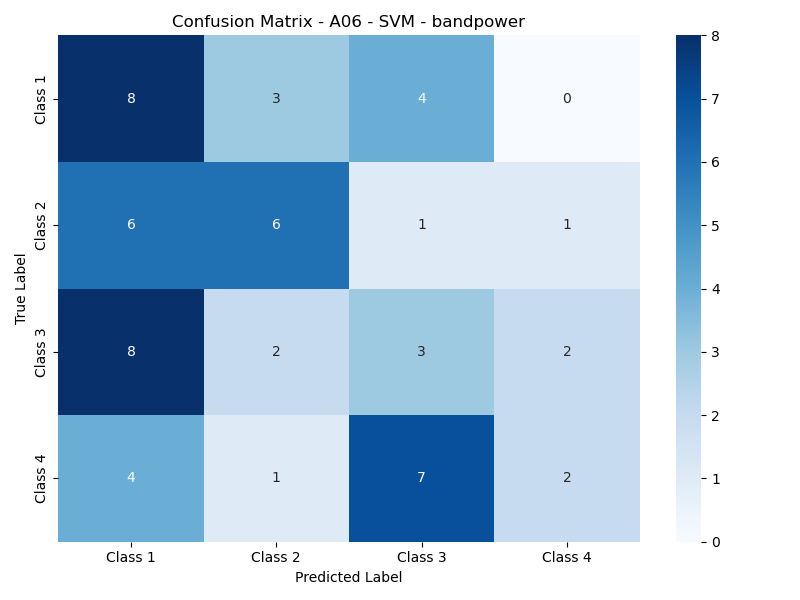 Confusion Matrix - A06 - SVM - bandpower
True Label
Class 1
8 3 4 0
Class 2
6 6 1 1
Class 3
8 2 3 2
Class 4
4 1 7 2
Class 1 Class 2 Class 3 Class 4
Predicted Label
8
7
6
5
4
3
2
1
0